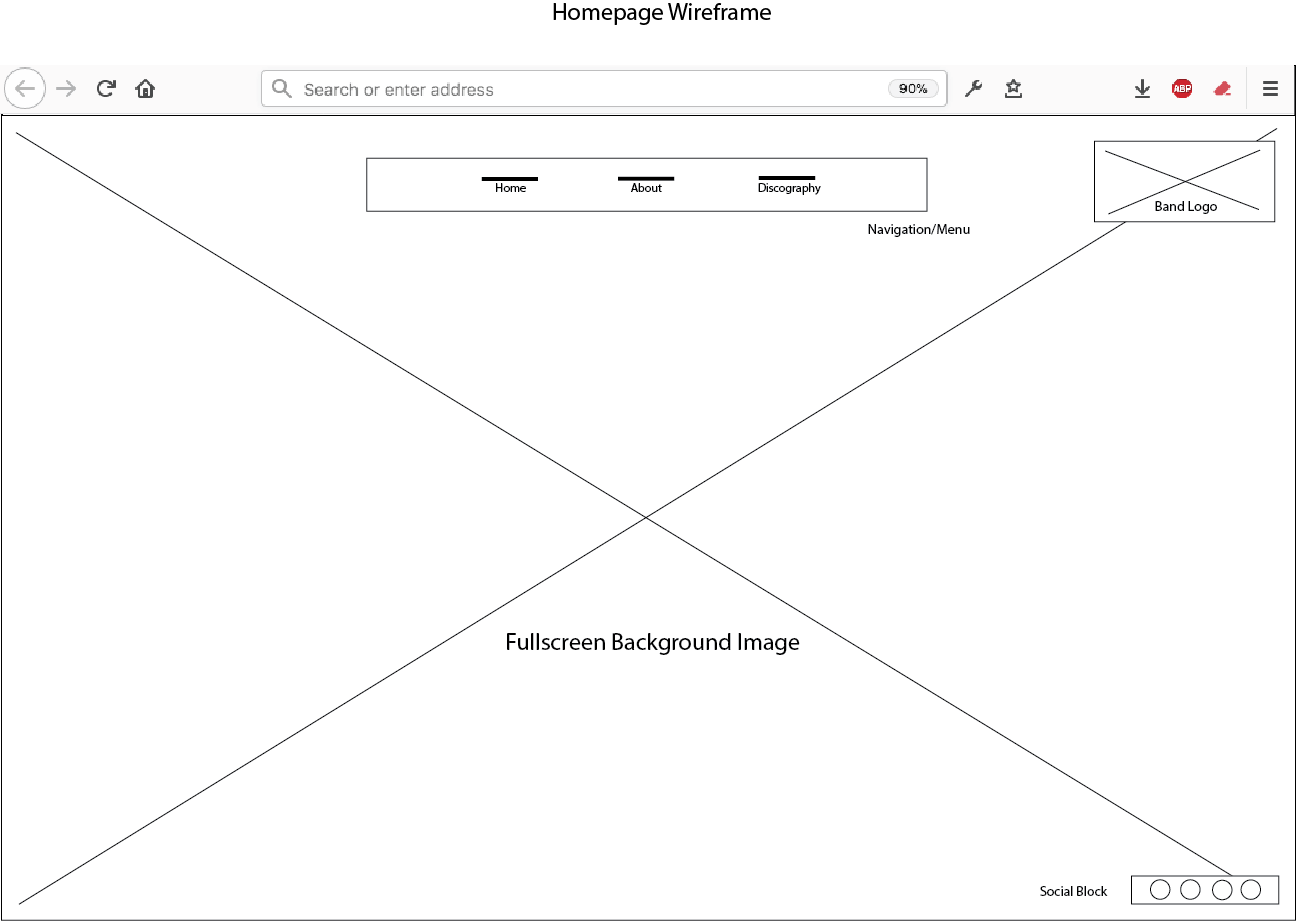 Homepage Wireframe
Search or enter address
90%
ABP
Home
About
Discography
Band Logo
Navigation/Menu
Fullscreen Background Image
Social Block